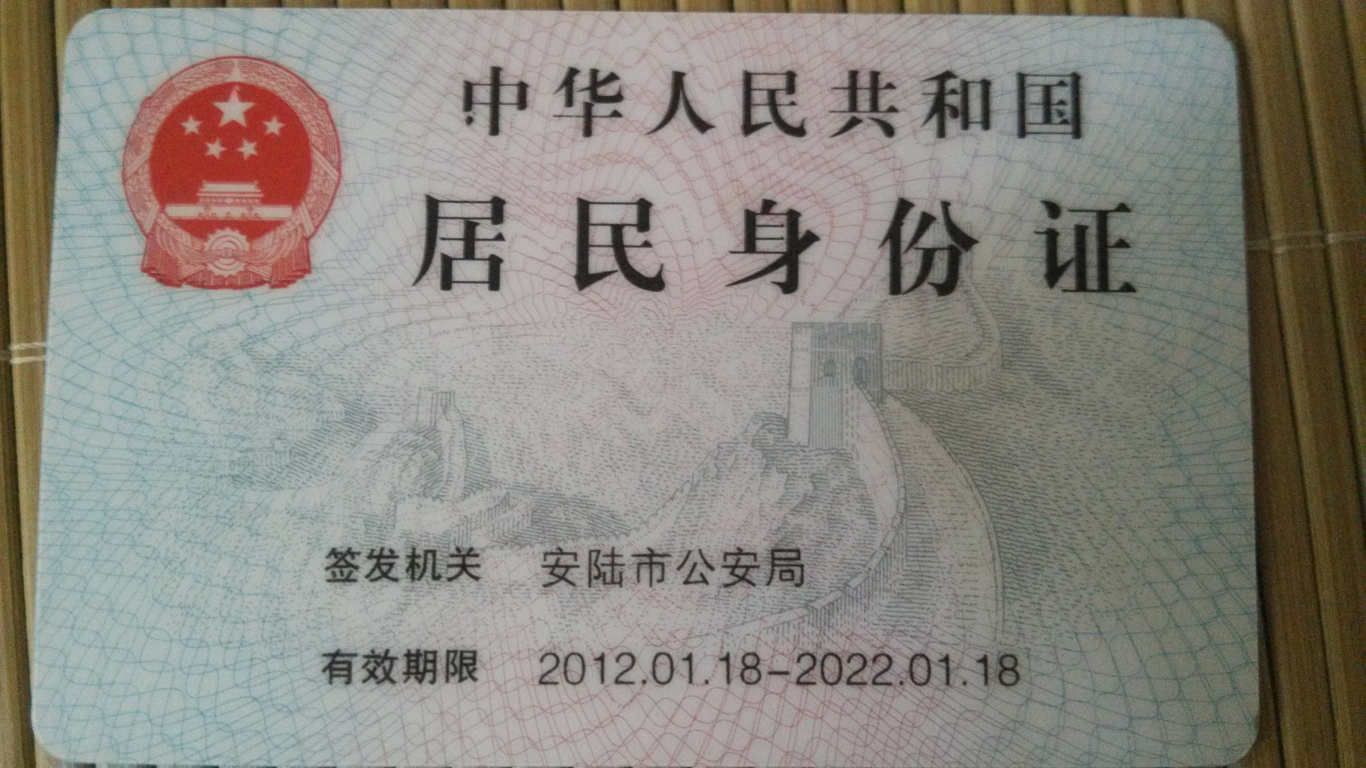 中华人民共和国
居民身份证
签发机关 安陆市公安局
有效期限 2012.01.18-2022.01.18